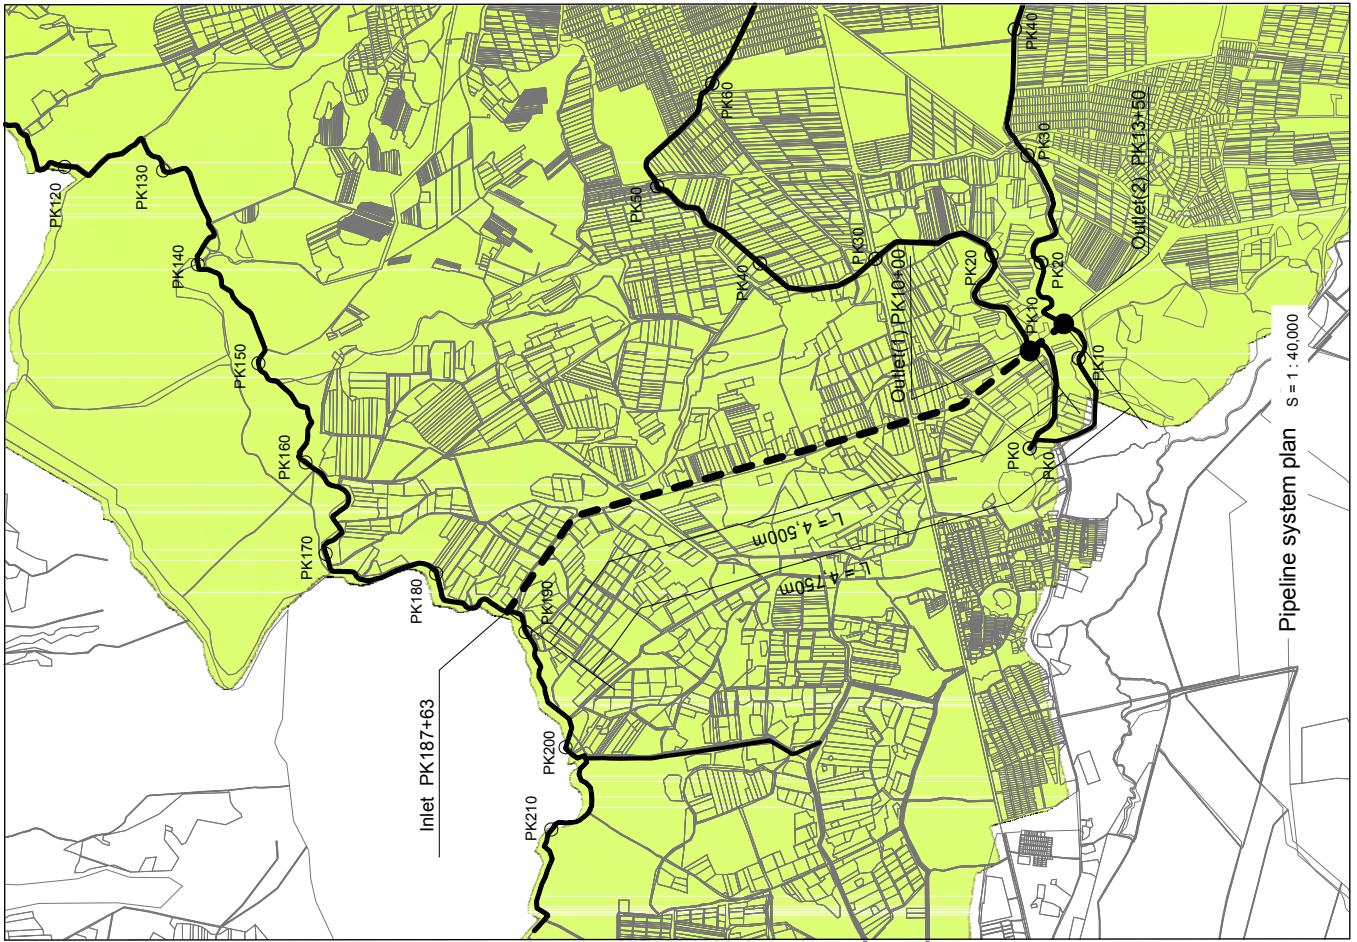 PK120
PK130
PK140
PK150
PK160
PK170
PK180
PK190
PK200
PK210
Inlet PK187+63
PK60
PK50
PK40
PK30
PK20
PK10
PK0
Outlet(1) PK10+00
PK40
PK30
PK20
PK10
PK0
Outlet(2) PK13+50
L = 4,500m
L = 4,750m
Pipeline system plan S = 1 : 40,000